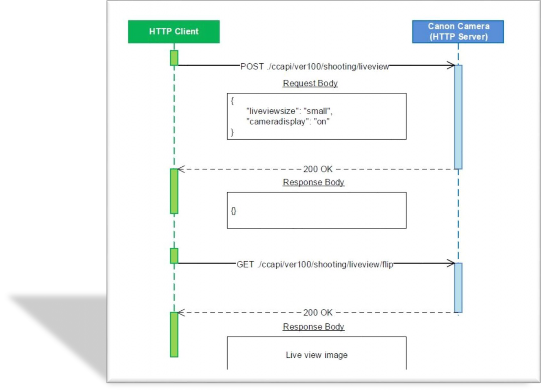 HTTP Client
Canon Camera
(HTTP Server)
POST ./ccapi/ver100/shooting/liveview
Request Body
{
"liveviewsize": "small",
"cameradisplay": "on"
}
200 OK
Response Body
{}
GET ./ccapi/ver100/shooting/liveview/flip
200 OK
Response Body
Live view image